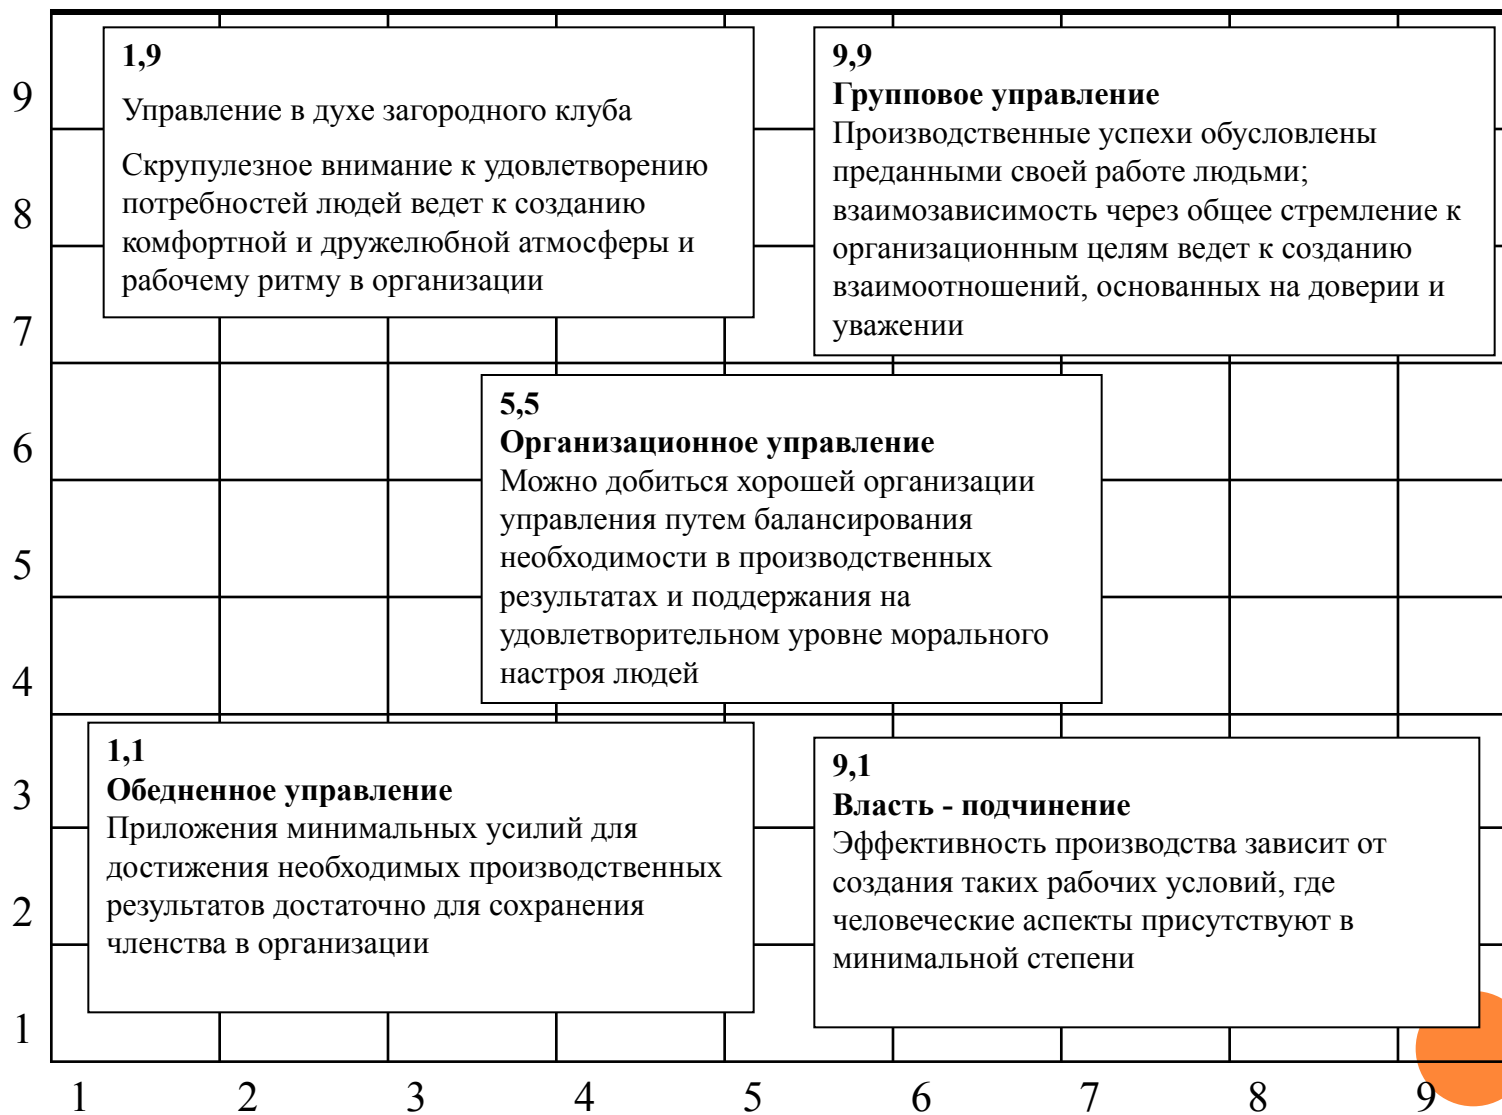 1,9
Управление в духе загородного клуба
Скрупулезное внимание к удовлетворению
потребностей людей ведет к созданию
комфортной и дружелюбной атмосферы и
рабочему ритму в организации
9,9
Групповое управление
Производственные успехи обусловлены
преданными своей работе людьми;
взаимозависимость через общее стремление к
организационным целям ведет к созданию
взаимоотношений, основанных на доверии и
уважении
5,5
Организационное управление
Можно добиться хорошей организации
управления путем балансирования
необходимости в производственных
результатах и поддержания на
удовлетворительном уровне морального
настроя людей
1,1
Обедненное управление
Приложения минимальных усилий для
достижения необходимых производственных
результатов достаточно для сохранения
членства в организации
9,1
Власть - подчинение
Эффективность производства зависит от
создания таких рабочих условий, где
человеческие аспекты присутствуют в
минимальной степени
9
8
7
6
5
4
3
2
1
1 2 3 4 5 6 7 8 9